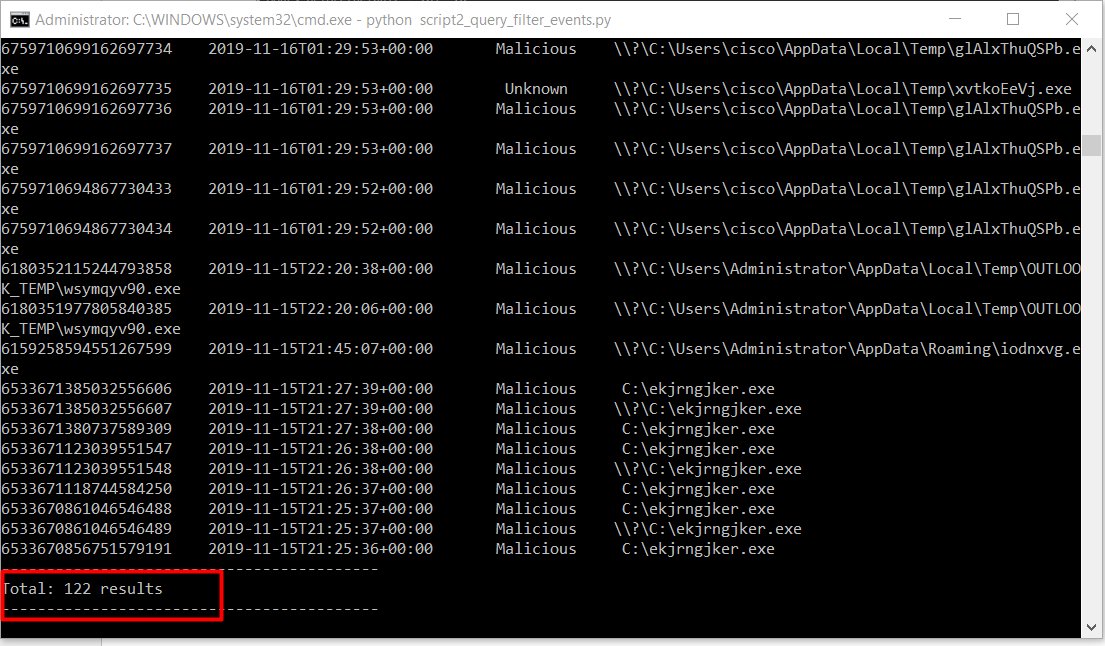 Administrator: C:\WINDOWS\system32\cmd.exe - python script2_query_filter_events.py
6759710699162697734 2019-11-16T01:29:53+00:00 Malicious \\?\C:\Users\cisco\AppData\Local\Temp\glAlxThuQSPb.e
xe
6759710699162697735 2019-11-16T01:29:53+00:00 Unknown \\?\C:\Users\cisco\AppData\Local\Temp\xvtkoEeVj.exe
6759710699162697736 2019-11-16T01:29:53+00:00 Malicious \\?\C:\Users\cisco\AppData\Local\Temp\glAlxThuQSPb.e
xe
6759710699162697737 2019-11-16T01:29:53+00:00 Malicious \\?\C:\Users\cisco\AppData\Local\Temp\glAlxThuQSPb.e
xe
6759710694867730433 2019-11-16T01:29:52+00:00 Malicious \\?\C:\Users\cisco\AppData\Local\Temp\glAlxThuQSPb.e
xe
6759710694867730434 2019-11-16T01:29:52+00:00 Malicious \\?\C:\Users\cisco\AppData\Local\Temp\glAlxThuQSPb.e
xe
6180352115244793858 2019-11-15T22:20:38+00:00 Malicious \\?\C:\Users\Administrator\AppData\Local\Temp\OUTLOO
K_TEMP\wsymqyv90.exe
6180351977805840385 2019-11-15T22:20:06+00:00 Malicious \\?\C:\Users\Administrator\AppData\Local\Temp\OUTLOO
K_TEMP\wsymqyv90.exe
6159258594551267599 2019-11-15T21:45:07+00:00 Malicious \\?\C:\Users\Administrator\AppData\Roaming\iodnxvg.e
xe
6533671385032556606 2019-11-15T21:27:39+00:00 Malicious C:\ekjrngjker.exe
6533671385032556607 2019-11-15T21:27:39+00:00 Malicious \\?\C:\ekjrngjker.exe
6533671380737589309 2019-11-15T21:27:38+00:00 Malicious C:\ekjrngjker.exe
6533671123039551547 2019-11-15T21:26:38+00:00 Malicious C:\ekjrngjker.exe
6533671123039551548 2019-11-15T21:26:38+00:00 Malicious \\?\C:\ekjrngjker.exe
6533671118744584250 2019-11-15T21:26:37+00:00 Malicious C:\ekjrngjker.exe
6533670861046546488 2019-11-15T21:25:37+00:00 Malicious C:\ekjrngjker.exe
6533670861046546489 2019-11-15T21:25:37+00:00 Malicious \\?\C:\ekjrngjker.exe
6533670856751579191 2019-11-15T21:25:36+00:00 Malicious C:\ekjrngjker.exe
------------------------------------------
Total: 122 results
------------------------------------------